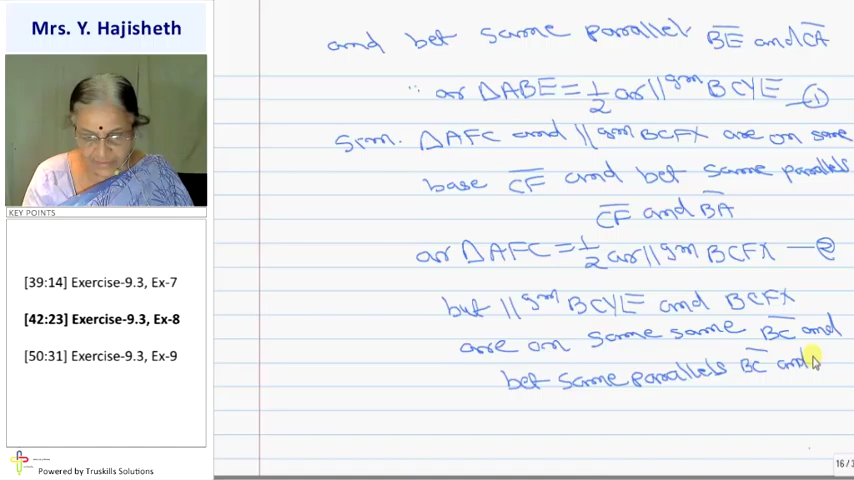 Mrs. Y. Hajisheth
KEY POINTS
[39:14] Exercise-9.3, Ex-7
[42:23] Exercise-9.3, Ex-8
[50:31] Exercise-9.3, Ex-9
Powered by Truskills Solutions
and bet same parallel BE and CA
∵ ar ΔABE = 1/2 ar ||gm BCYE —①
Sim. ΔAFC and ||gm BCFX are on same
base CF and bet same parallels
CF and BA
ar ΔAFC = 1/2 ar ||gm BCFX —②
but ||gm BCYE and BCFX
are on same same BC and
bet same parallels BC and